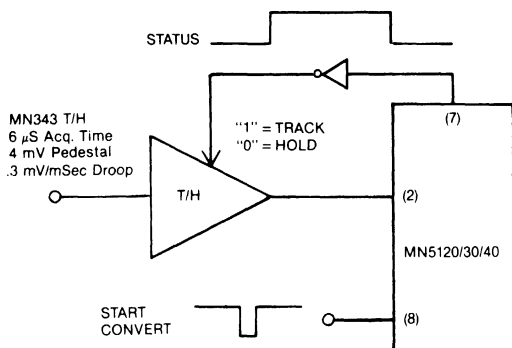 STATUS
(7)
MN343 T/H
6 µS Acq. Time
4 mV Pedestal
.3 mV/mSec Droop
"1" = TRACK
"0" = HOLD
T/H
(2)
MN5120/30/40
START
CONVERT
(8)